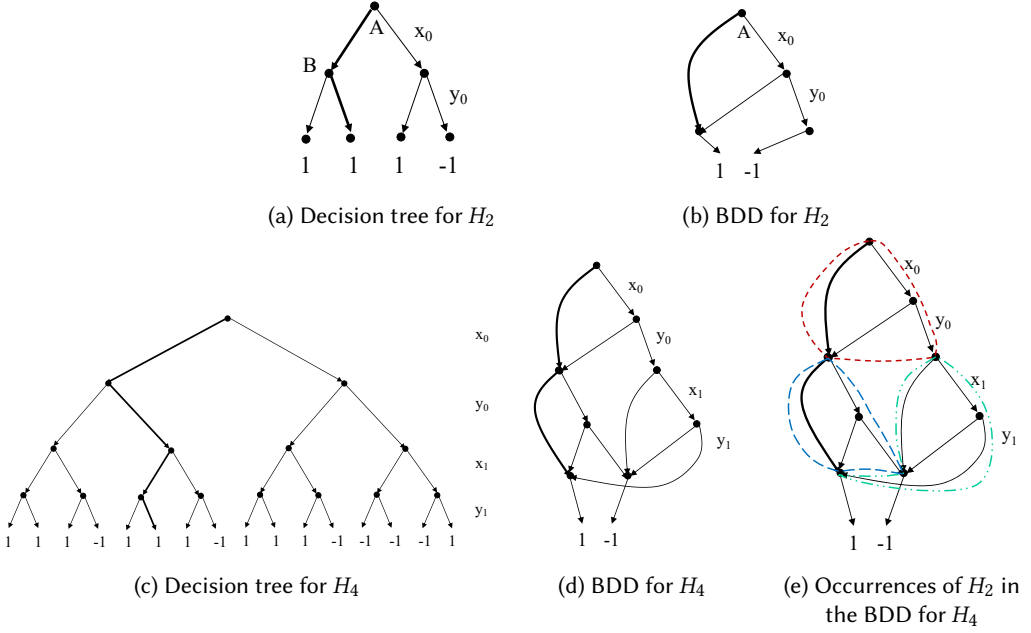 A
x₀
B
y₀
1 1 1 -1
(a) Decision tree for H₂
A
x₀
y₀
1 -1
(b) BDD for H₂
x₀
y₀
x₁
y₁
1 1 1 -1 1 1 1 -1 1 1 1 -1 -1 -1 -1 1
(c) Decision tree for H₄
x₀
y₀
x₁
y₁
1 -1
(d) BDD for H₄
x₀
y₀
x₁
y₁
1 -1
(e) Occurrences of H₂ in
the BDD for H₄